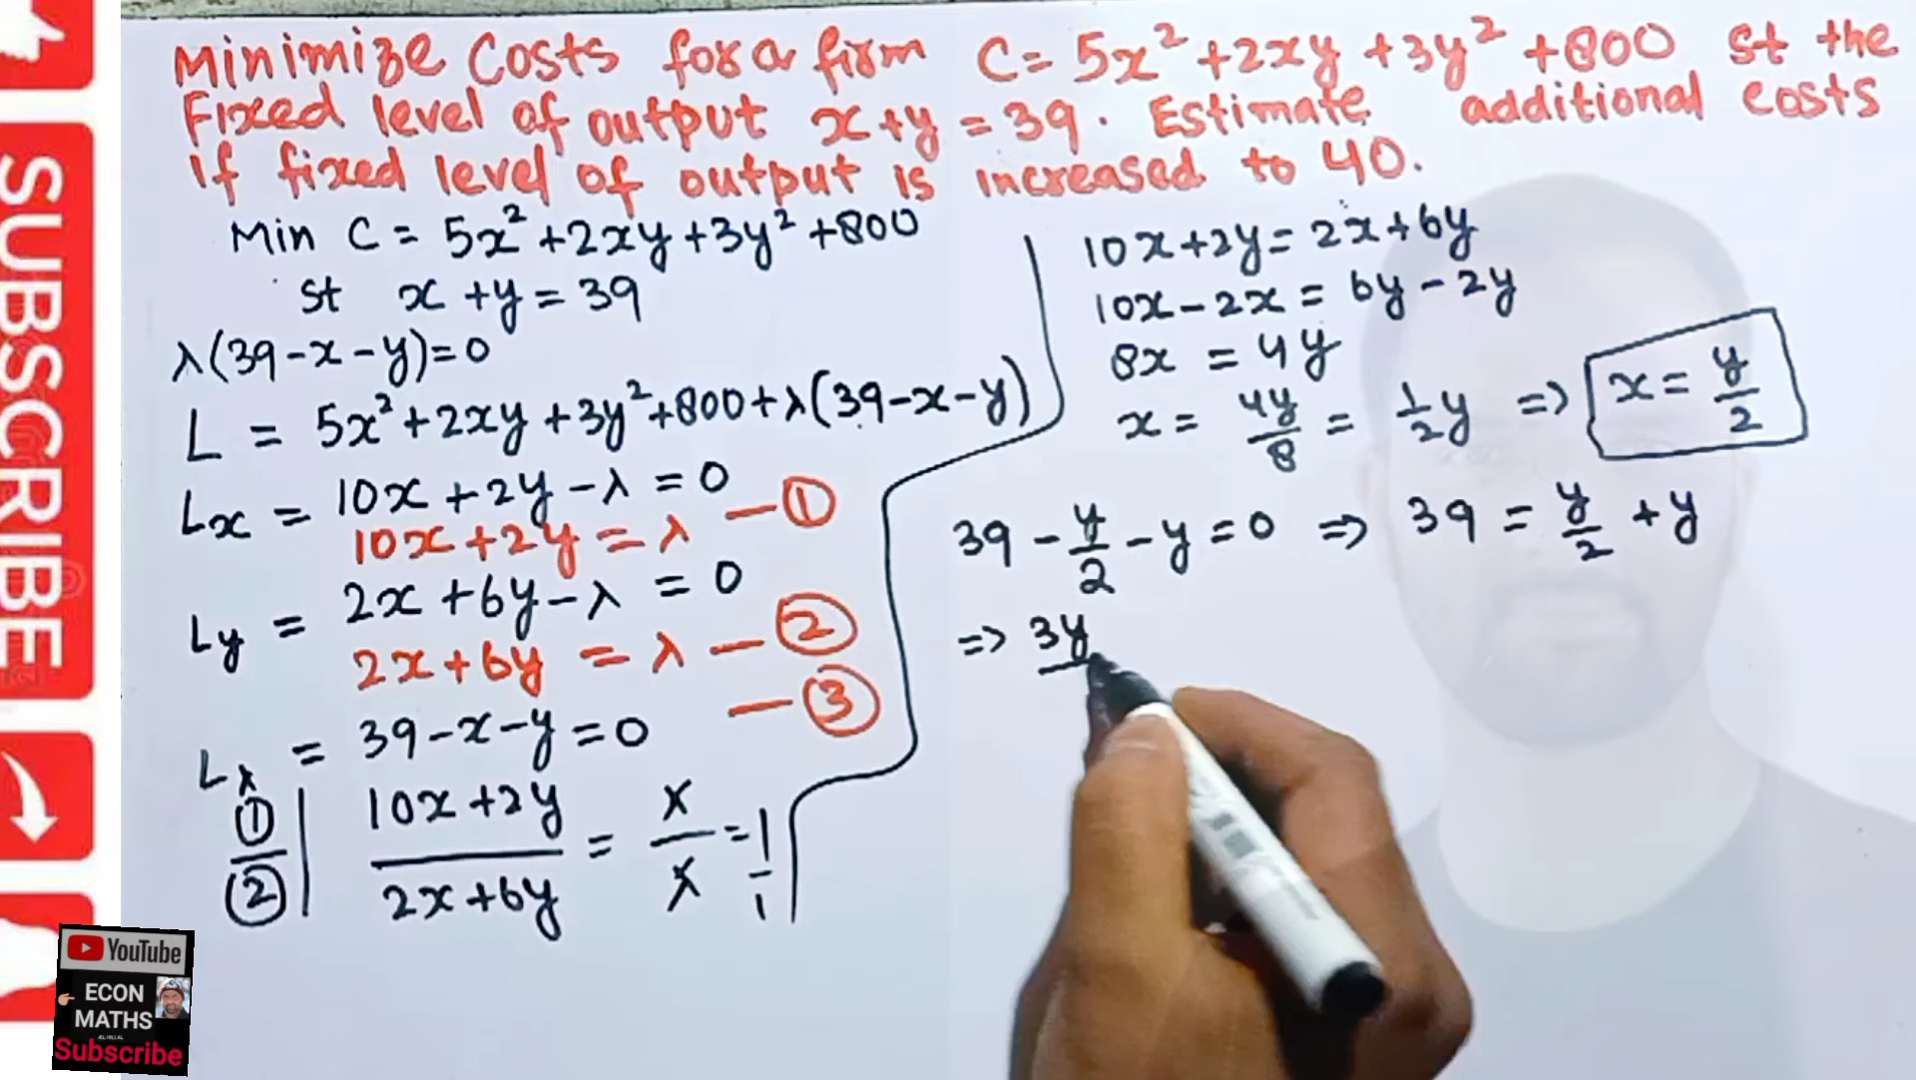 Minimize Costs for a firm C = 5x² + 2xy + 3y² + 800 st the
Fixed level of output x + y = 39. Estimate additional costs
If fixed level of output is increased to 40.
Min C = 5x² + 2xy + 3y² + 800
st x + y = 39
λ(39 - x - y) = 0
L = 5x² + 2xy + 3y² + 800 + λ(39 - x - y)
Lx = 10x + 2y - λ = 0
10x + 2y = λ — ①
Ly = 2x + 6y - λ = 0
2x + 6y = λ — ②
Lλ = 39 - x - y = 0 — ③
①/② | (10x + 2y)/(2x + 6y) = λ/λ = 1/1
10x + 2y = 2x + 6y
10x - 2x = 6y - 2y
8x = 4y
x = 4y/8 = 1/2 y => x = y/2
39 - y/2 - y = 0 => 39 = y/2 + y
=> 3y
SUBSCRIBE
YouTube
ECON
MATHS
Subscribe